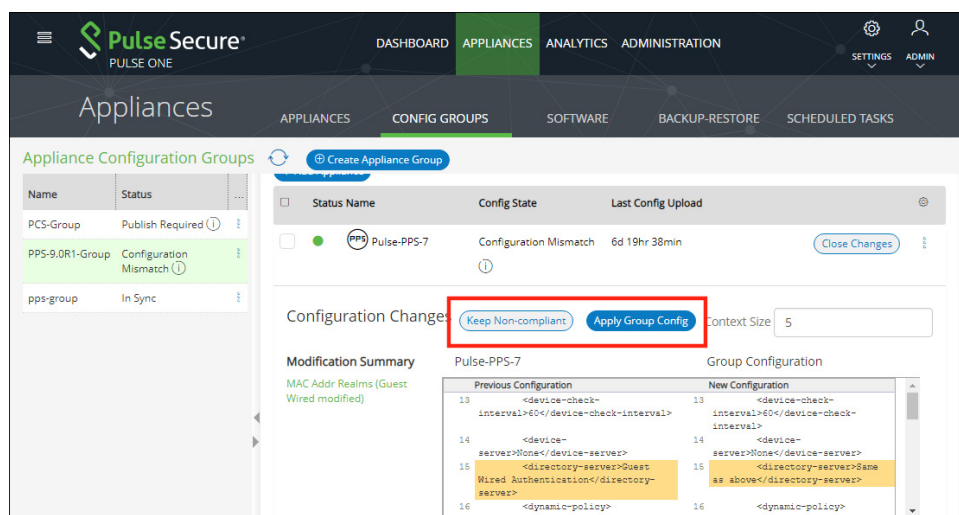 Pulse Secure®
PULSE ONE
DASHBOARD APPLIANCES ANALYTICS ADMINISTRATION
SETTINGS ADMIN
Appliances
APPLIANCES CONFIG GROUPS SOFTWARE BACKUP-RESTORE SCHEDULED TASKS
Appliance Configuration Groups
Create Appliance Group
Name Status ...
PCS-Group Publish Required
PPS-9.0R1-Group Configuration
Mismatch
pps-group In Sync
Status Name Config State Last Config Upload
PPS Pulse-PPS-7 Configuration Mismatch 6d 19hr 38min Close Changes
Configuration Changes Keep Non-compliant Apply Group Config Context Size 5
Modification Summary Pulse-PPS-7 Group Configuration
MAC Addr Realms (Guest
Wired modified)
Previous Configuration New Configuration
13 <device-check- 13 <device-check-
interval>60</device-check-interval> interval>60</device-check-
interval>
14 <device- 14 <device-
server>None</device-server> server>None</device-server>
15 <directory-server>Guest 15 <directory-server>Same
Wired Authentication</directory- as above</directory-server>
server>
16 <dynamic-policy> 16 <dynamic-policy>